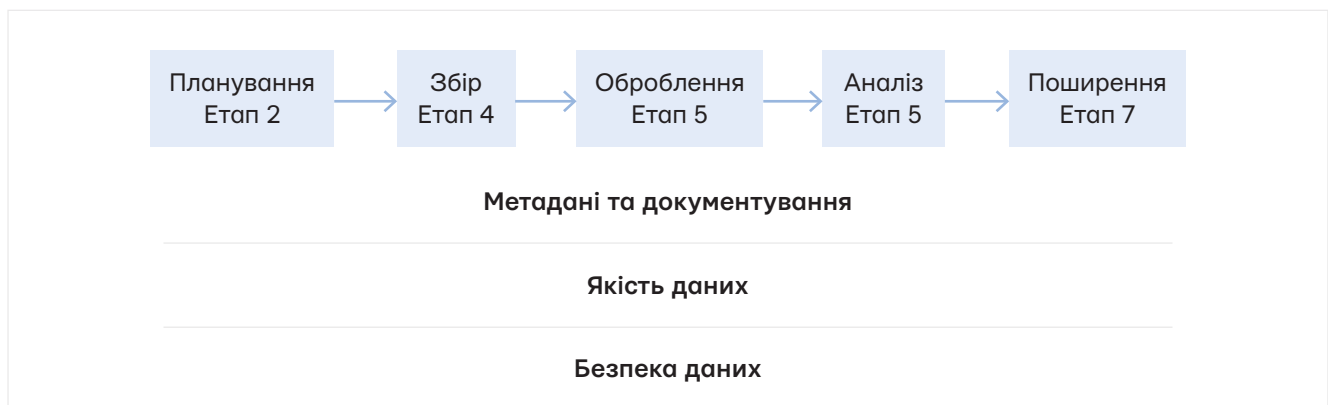 Планування
Етап 2
Збір
Етап 4
Оброблення
Етап 5
Аналіз
Етап 5
Поширення
Етап 7
Метадані та документування
Якість даних
Безпека даних